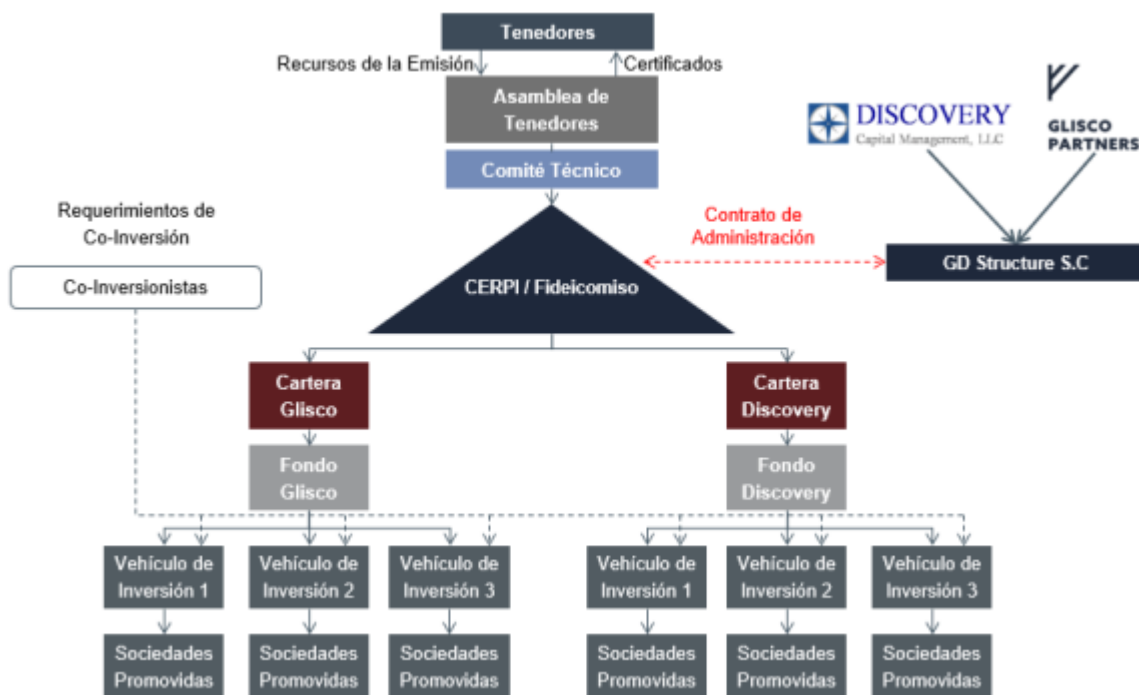 Tenedores
Recursos de la Emisión
Certificados
Asamblea de
Tenedores
Comité Técnico
DISCOVERY
Capital Management, LLC
GLISCO
PARTNERS
Requerimientos de
Co-Inversión
Co-Inversionistas
Contrato de
Administración
GD Structure S.C
CERPI / Fideicomiso
Cartera
Glisco
Cartera
Discovery
Fondo
Glisco
Fondo
Discovery
Vehículo de
Inversión 1
Vehículo de
Inversión 2
Vehículo de
Inversión 3
Vehículo de
Inversión 1
Vehículo de
Inversión 2
Vehículo de
Inversión 3
Sociedades
Promovidas
Sociedades
Promovidas
Sociedades
Promovidas
Sociedades
Promovidas
Sociedades
Promovidas
Sociedades
Promovidas